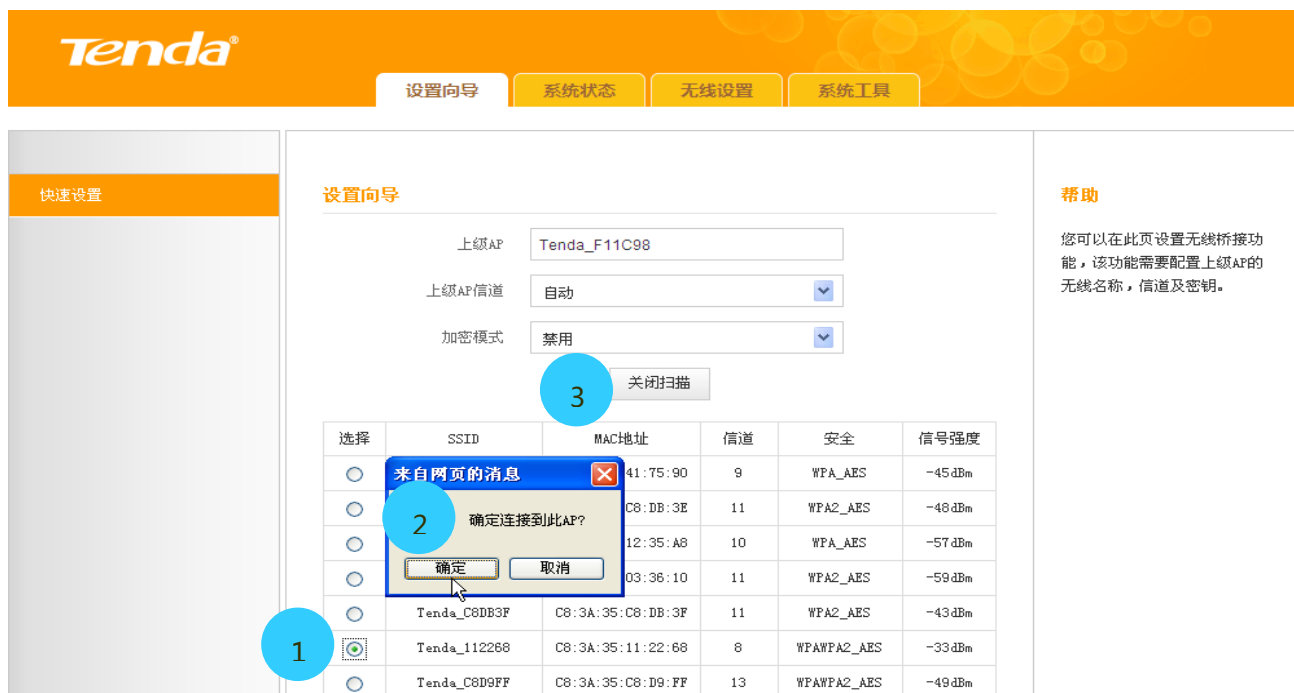 Tenda®
设置向导 系统状态 无线设置 系统工具
快速设置
设置向导
上级AP Tenda_F11C98
上级AP信道 自动
加密模式 禁用
3 关闭扫描
选择 SSID MAC地址 信道 安全 信号强度
来自网页的消息
41:75:90 9 WPA_AES -45dBm
C8:DB:3E 11 WPA2_AES -48dBm
2 确定连接到此AP?
12:35:A8 10 WPA_AES -57dBm
确定 取消
03:36:10 11 WPA2_AES -59dBm
Tenda_C8DB3F C8:3A:35:C8:DB:3F 11 WPA2_AES -43dBm
1 Tenda_112268 C8:3A:35:11:22:68 8 WPAWPA2_AES -33dBm
Tenda_C8D9FF C8:3A:35:C8:D9:FF 13 WPAWPA2_AES -49dBm
帮助
您可以在此页设置无线桥接功
能，该功能需要配置上级AP的
无线名称，信道及密钥。